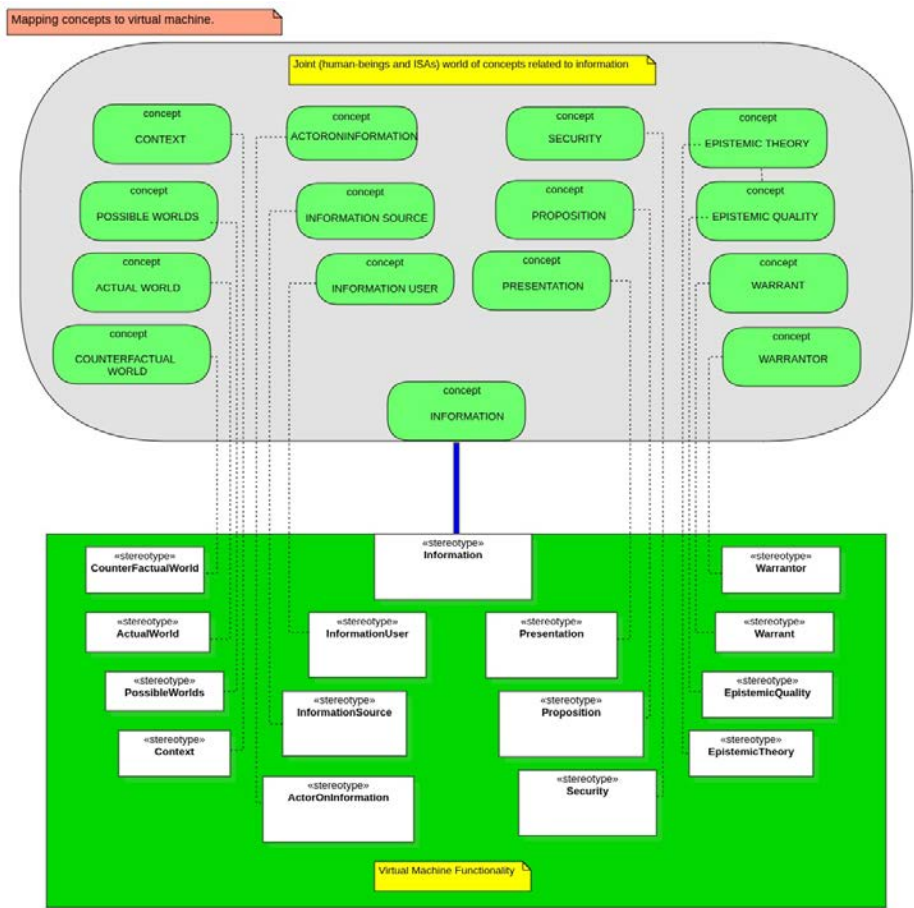 Mapping concepts to virtual machine.
Joint (human-beings and ISAs) world of concepts related to information
concept
CONTEXT
concept
ACTORONINFORMATION
concept
SECURITY
concept
EPISTEMIC THEORY
concept
POSSIBLE WORLDS
concept
INFORMATION SOURCE
concept
PROPOSITION
concept
EPISTEMIC QUALITY
concept
ACTUAL WORLD
concept
INFORMATION USER
concept
PRESENTATION
concept
WARRANT
concept
COUNTERFACTUAL
WORLD
concept
WARRANTOR
concept
INFORMATION
«stereotype»
Information
«stereotype»
CounterFactualWorld
«stereotype»
Warrantor
«stereotype»
ActualWorld
«stereotype»
InformationUser
«stereotype»
Presentation
«stereotype»
Warrant
«stereotype»
PossibleWorlds
«stereotype»
InformationSource
«stereotype»
Proposition
«stereotype»
EpistemicQuality
«stereotype»
Context
«stereotype»
EpistemicTheory
«stereotype»
ActorOnInformation
«stereotype»
Security
Virtual Machine Functionality